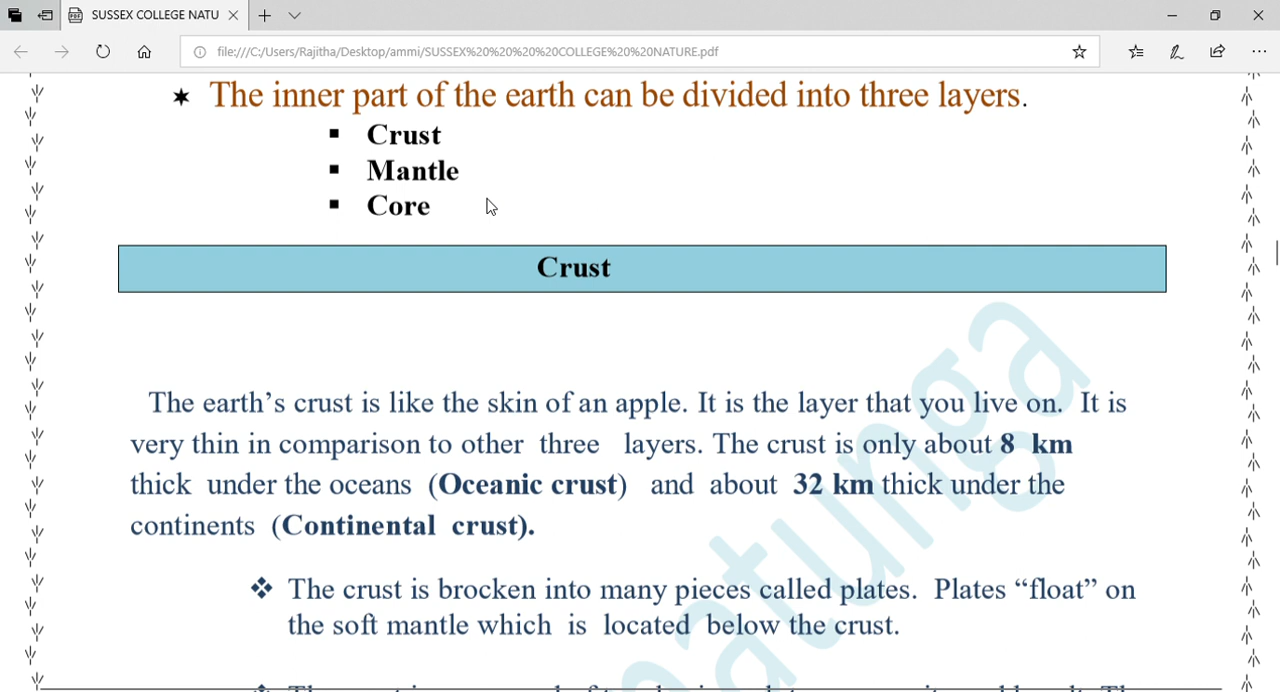 SUSSEX COLLEGE NATU
file:///C:/Users/Rajitha/Desktop/ammi/SUSSEX%20%20%20%20COLLEGE%20%20NATURE.pdf
The inner part of the earth can be divided into three layers.
Crust
Mantle
Core
Crust
The earth’s crust is like the skin of an apple. It is the layer that you live on. It is
very thin in comparison to other three layers. The crust is only about 8 km
thick under the oceans (Oceanic crust) and about 32 km thick under the
continents (Continental crust).
The crust is brocken into many pieces called plates. Plates “float” on
the soft mantle which is located below the crust.